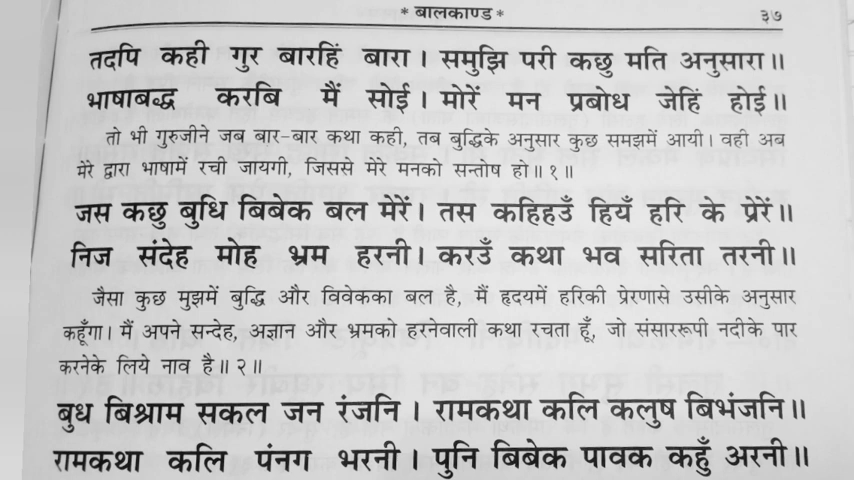 * बालकाण्ड * ३७
तदपि कही गुर बारहिं बारा। समुझि परी कछु मति अनुसारा॥
भाषाबद्ध करबि मैं सोई। मोरें मन प्रबोध जेहिं होई॥
तो भी गुरुजीने जब बार-बार कथा कही, तब बुद्धिके अनुसार कुछ समझमें आयी। वही अब
मेरे द्वारा भाषामें रची जायगी, जिससे मेरे मनको सन्तोष हो॥१॥
जस कछु बुधि बिबेक बल मेरें। तस कहिहउँ हियँ हरि के प्रेरें॥
निज संदेह मोह भ्रम हरनी। करउँ कथा भव सरिता तरनी॥
जैसा कुछ मुझमें बुद्धि और विवेकका बल है, मैं हृदयमें हरिकी प्रेरणासे उसीके अनुसार
कहूँगा। मैं अपने सन्देह, अज्ञान और भ्रमको हरनेवाली कथा रचता हूँ, जो संसाररूपी नदीके पार
करनेके लिये नाव है॥२॥
बुध बिश्राम सकल जन रंजनि। रामकथा कलि कलुष बिभंजनि॥
रामकथा कलि पंनग भरनी। पुनि बिबेक पावक कहुँ अरनी॥